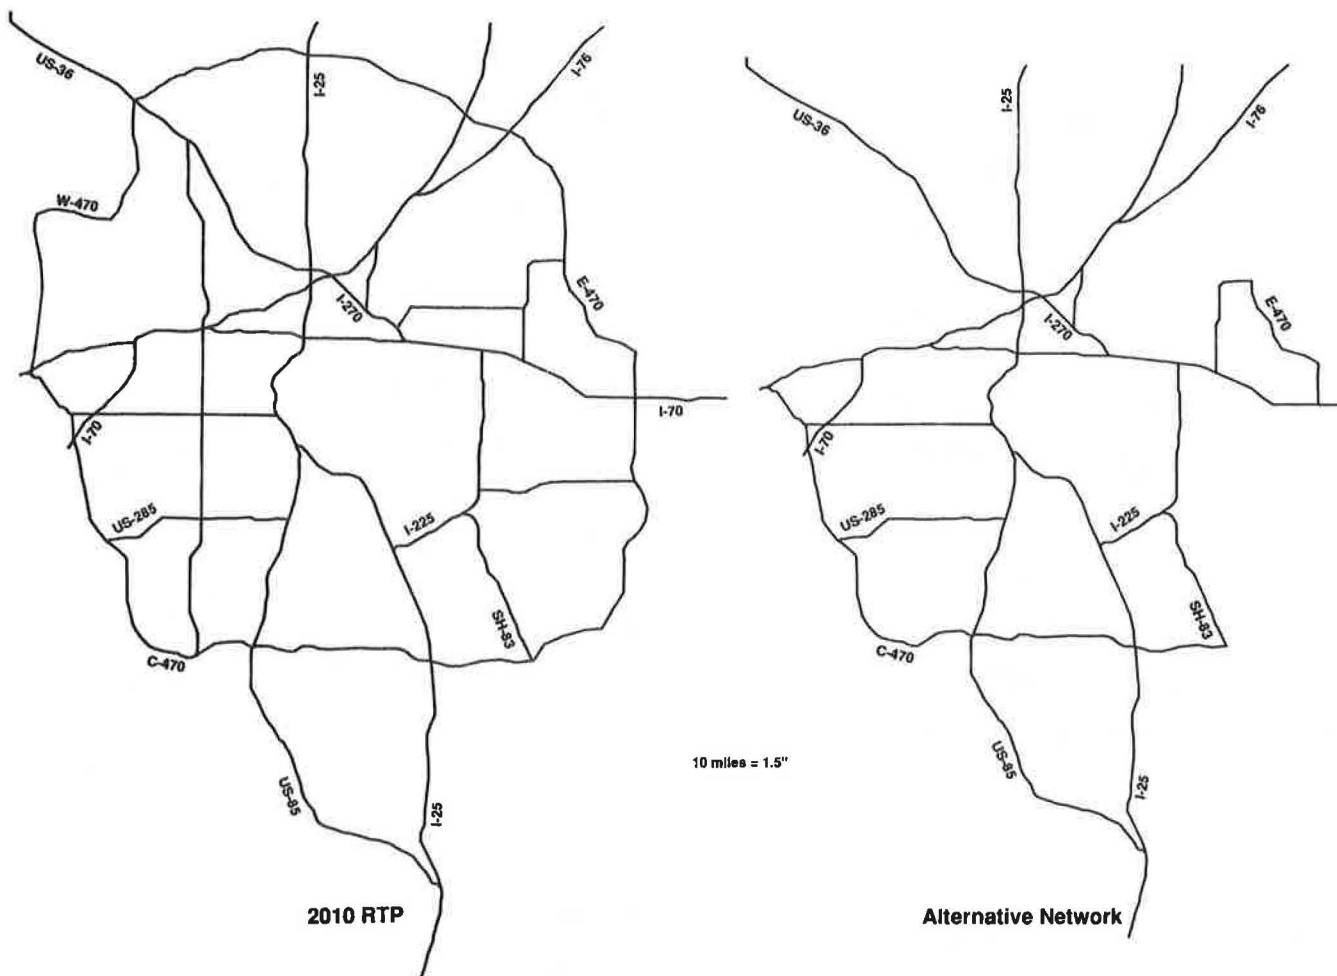 US-36
I-25
I-76
W-470
I-270
E-470
I-70
I-70
US-285
I-225
SH-83
C-470
US-85
I-25
2010 RTP
10 miles = 1.5"
US-36
I-25
I-76
I-270
E-470
I-70
US-285
I-225
SH-83
C-470
US-85
I-25
Alternative Network